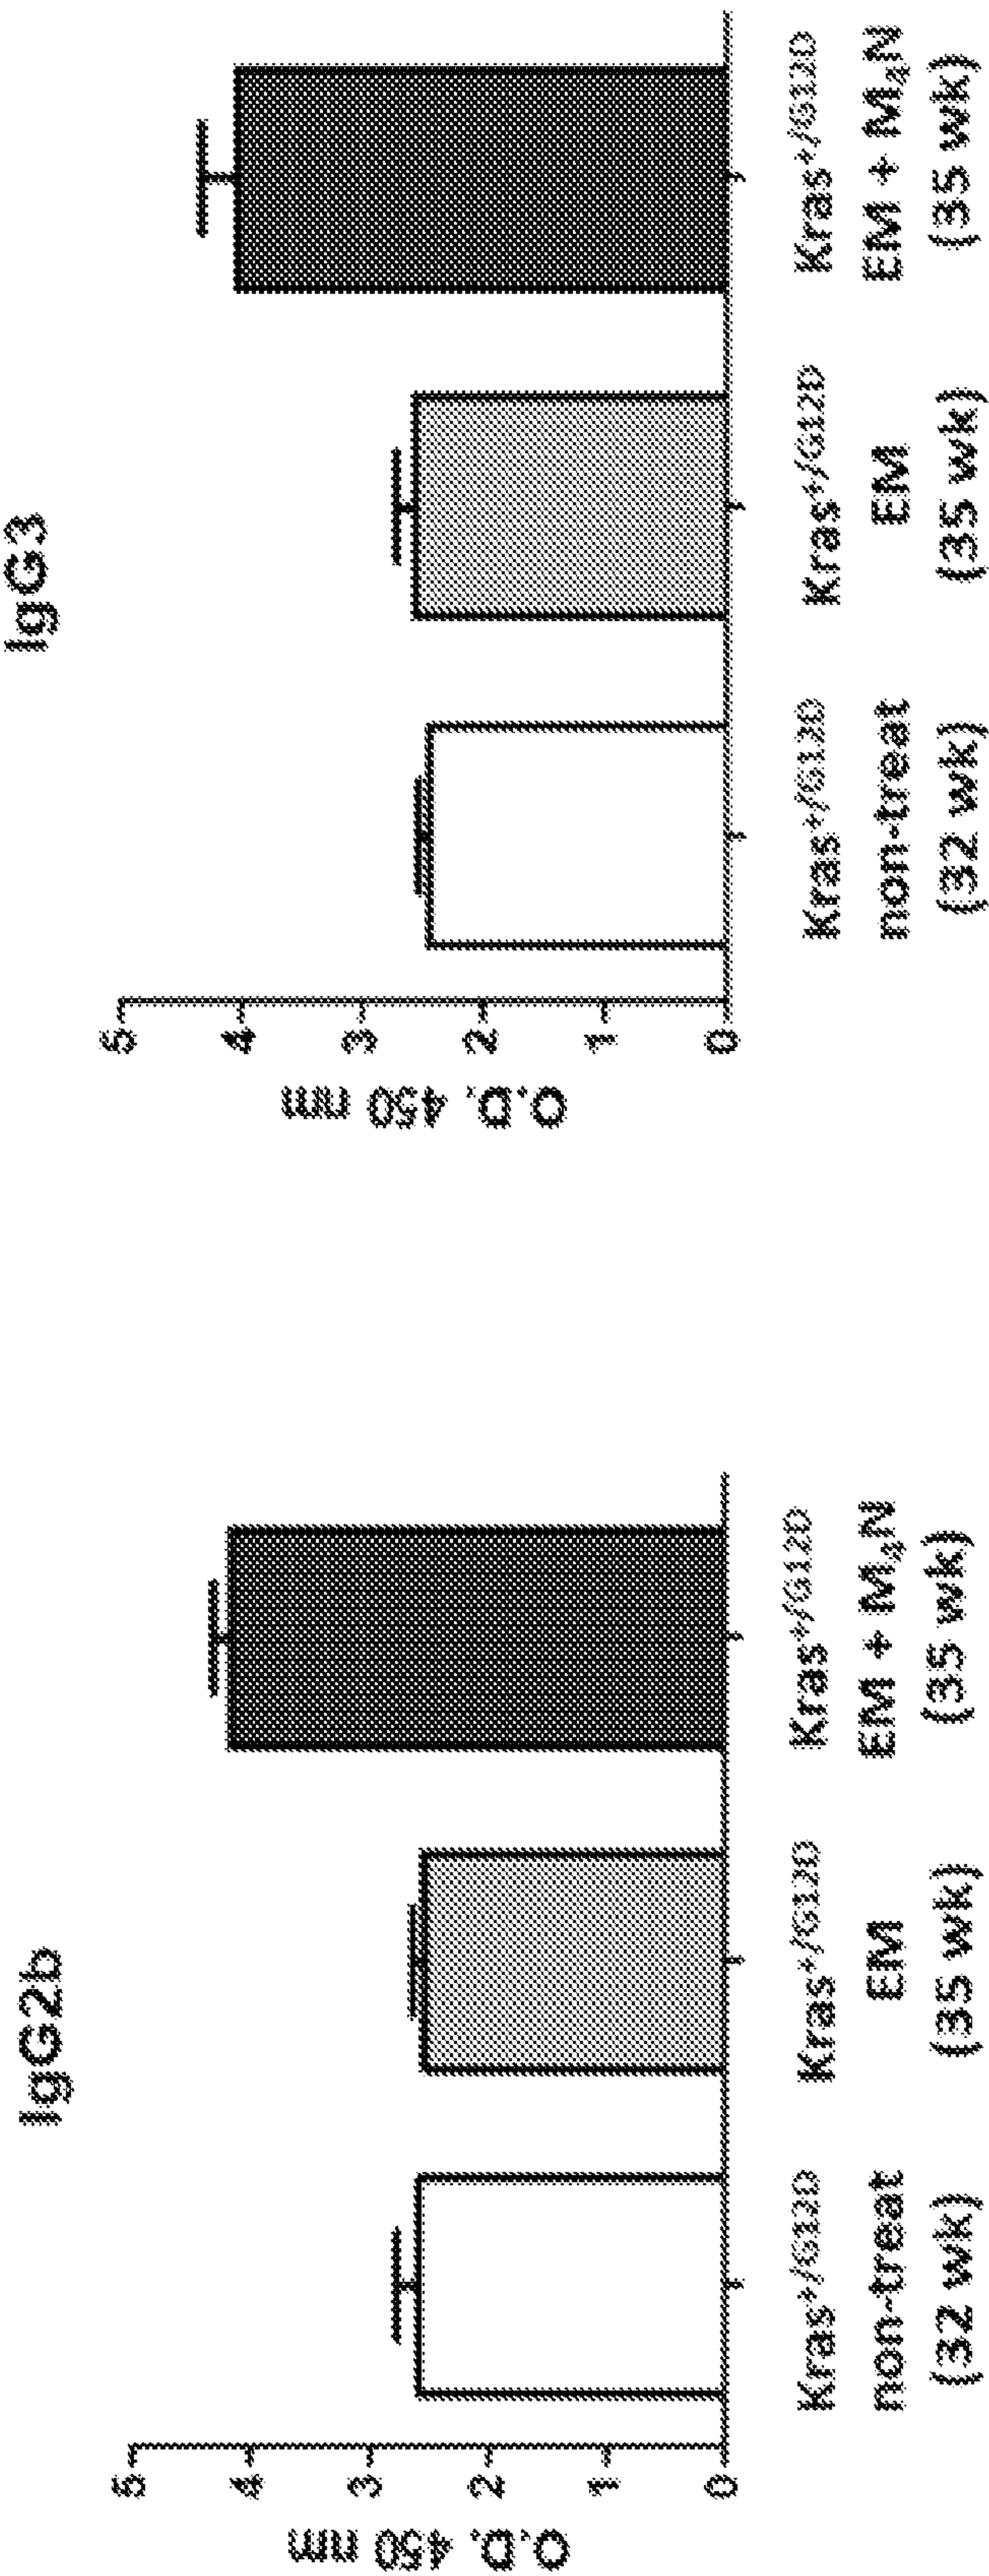 IgG2b
O.D. 450 nm
5
4
3
2
1
0
Kras+/G12D
non-treat
(32 wk)
Kras+/G12D
EM
(35 wk)
Kras+/G12D
EM + M₄N
(35 wk)
IgG3
O.D. 450 nm
5
4
3
2
1
0
Kras+/G12D
non-treat
(32 wk)
Kras+/G12D
EM
(35 wk)
Kras+/G12D
EM + M₄N
(35 wk)